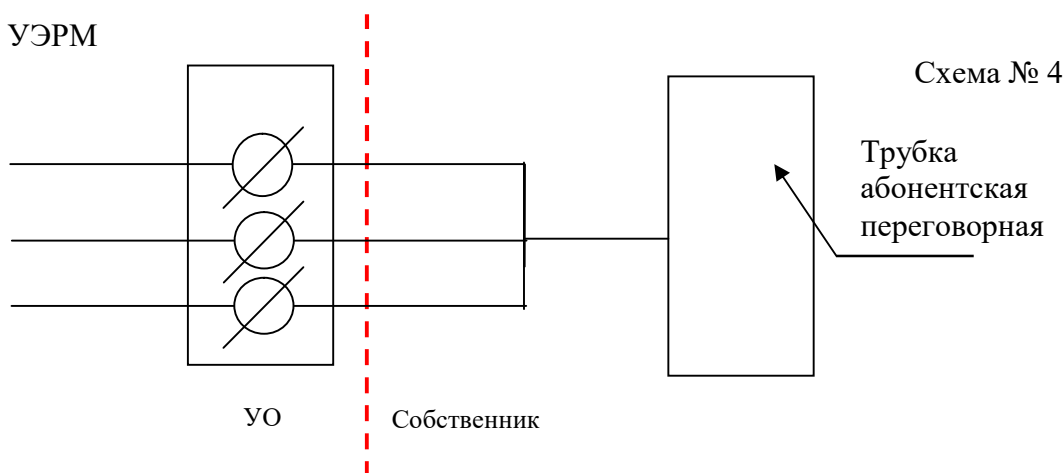 УЭРМ
Схема № 4
Трубка
абонентская
переговорная
УО
Собственник